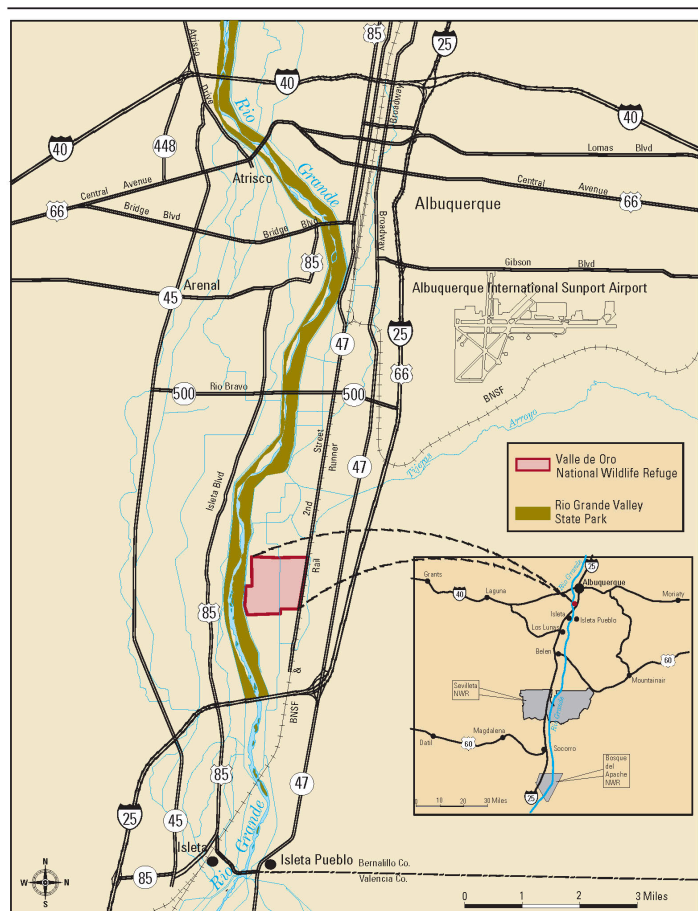 85
25
Atrisco
Drive
Broadway
40
Rio
Grande
40
40
448
Lomas Blvd
Atrisco
Central Avenue
Central Avenue
66
66
Bridge Blvd
Bridge Blvd
Albuquerque
Broadway
85
Gibson Blvd
Arenal
45
Albuquerque International Sunport Airport
25
47
66
BNSF
Rio Bravo
500
500
Arroyo
Tijeras
Street
Runner
47
Isleta Blvd
2nd
Rail
Valle de Oro
National Wildlife Refuge
Rio Grande Valley
State Park
85
&
BNSF
Rio Grande
25
Albuquerque
Grants
40
Laguna
Moriaty
Isleta
Isleta Pueblo
Los Lunas
Belen
60
Mountainair
Sevilleta
NWR
Magdalena
Datil
60
Socorro
Bosque
del
Apache
NWR
25
0 10 20 30 Miles
85
47
25
45
Grande
Rio
Isleta
Isleta Pueblo
Bernalillo Co.
Valencia Co.
85
N
W
N
S
0 1 2 3 Miles